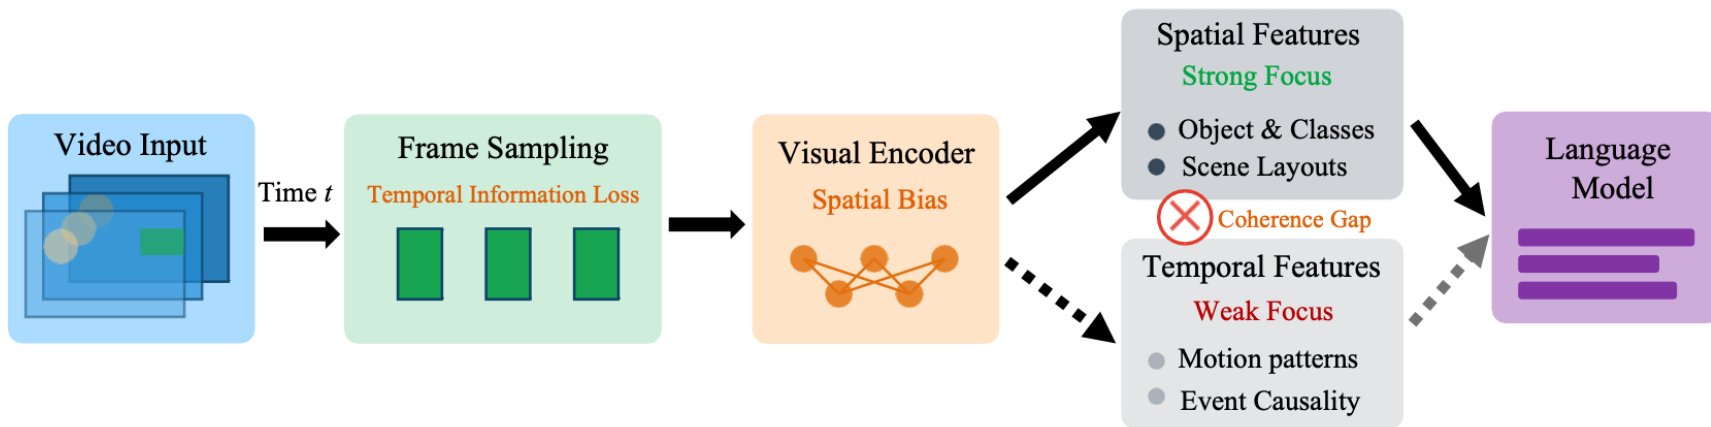 Video Input
Time t
Frame Sampling
Temporal Information Loss
Visual Encoder
Spatial Bias
Spatial Features
Strong Focus
Object & Classes
Scene Layouts
Coherence Gap
Temporal Features
Weak Focus
Motion patterns
Event Causality
Language
Model